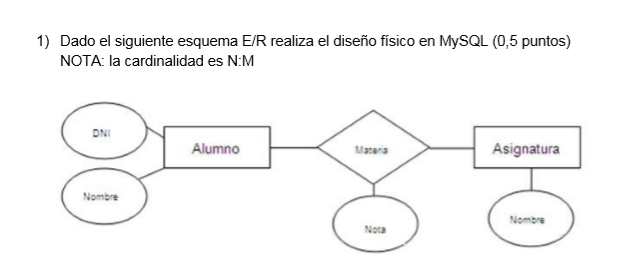 1) Dado el siguiente esquema E/R realiza el diseño físico en MySQL (0,5 puntos)
NOTA: la cardinalidad es N:M
DNI
Alumno
Materia
Asignatura
Nombre
Nota
Nombre